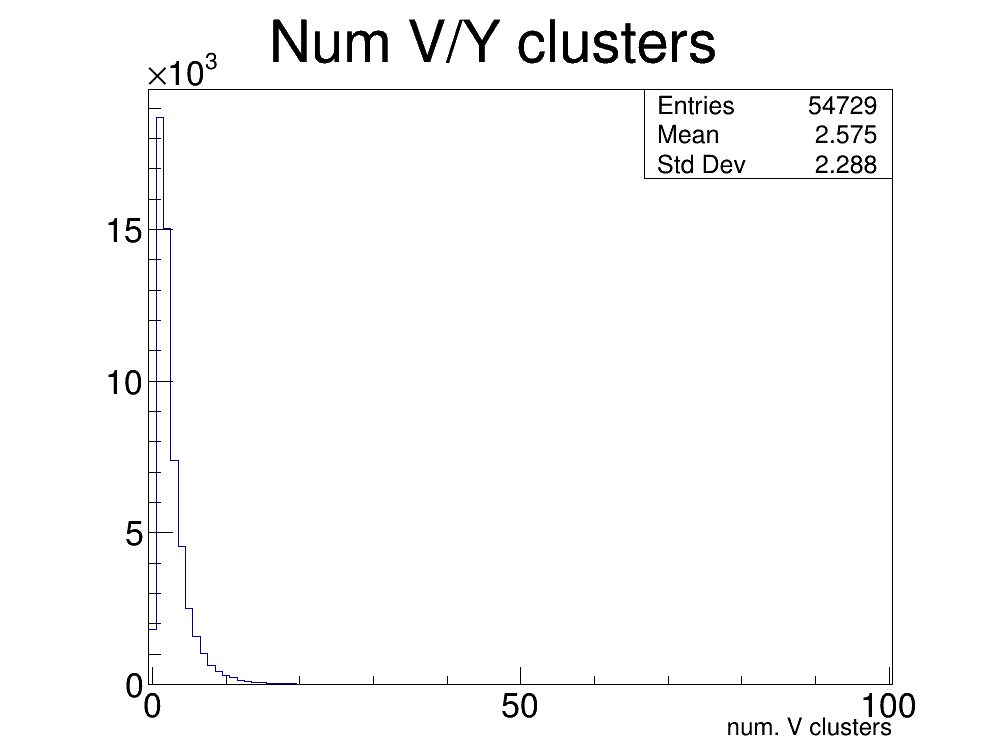 Num V/Y clusters
×10³
Entries 54729
Mean 2.575
Std Dev 2.288
15
10
5
0
0 50 100
num. V clusters